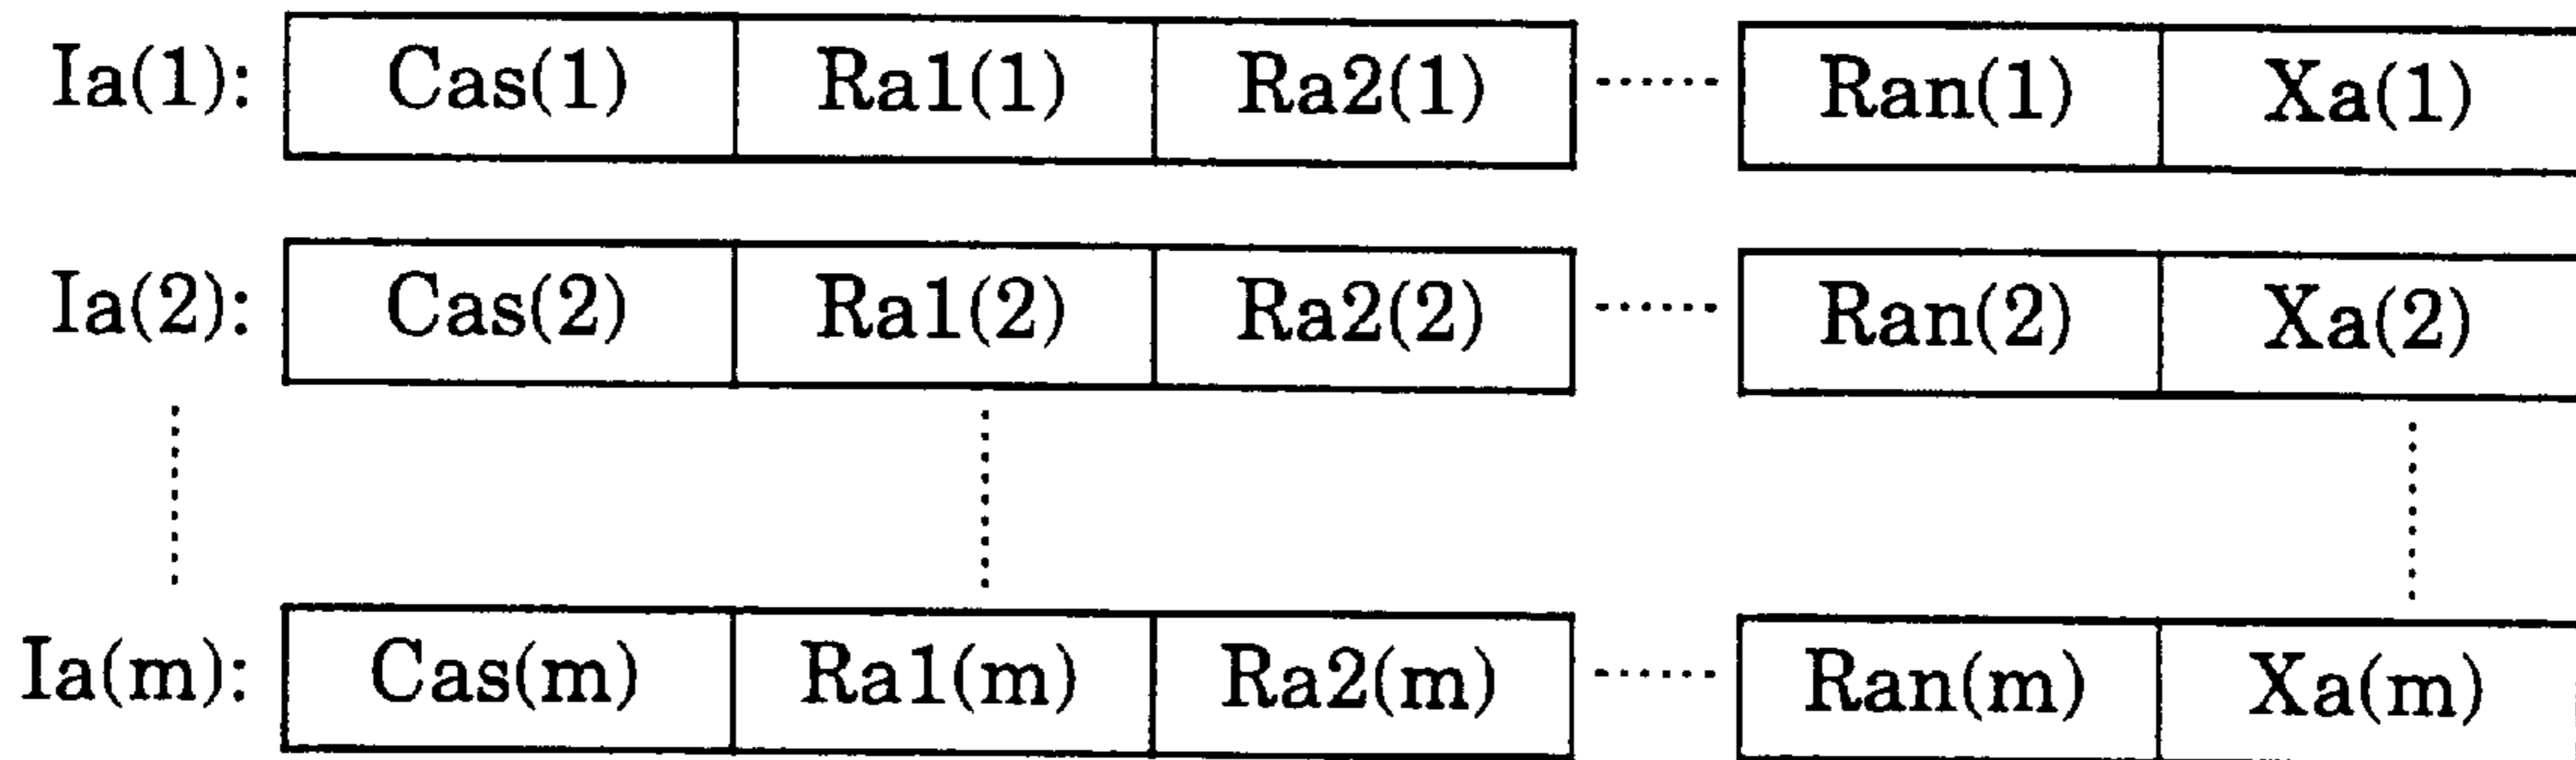 Ia(1): Cas(1) Ra1(1) Ra2(1) ...... Ran(1) Xa(1)
Ia(2): Cas(2) Ra1(2) Ra2(2) ...... Ran(2) Xa(2)
Ia(m): Cas(m) Ra1(m) Ra2(m) ...... Ran(m) Xa(m)